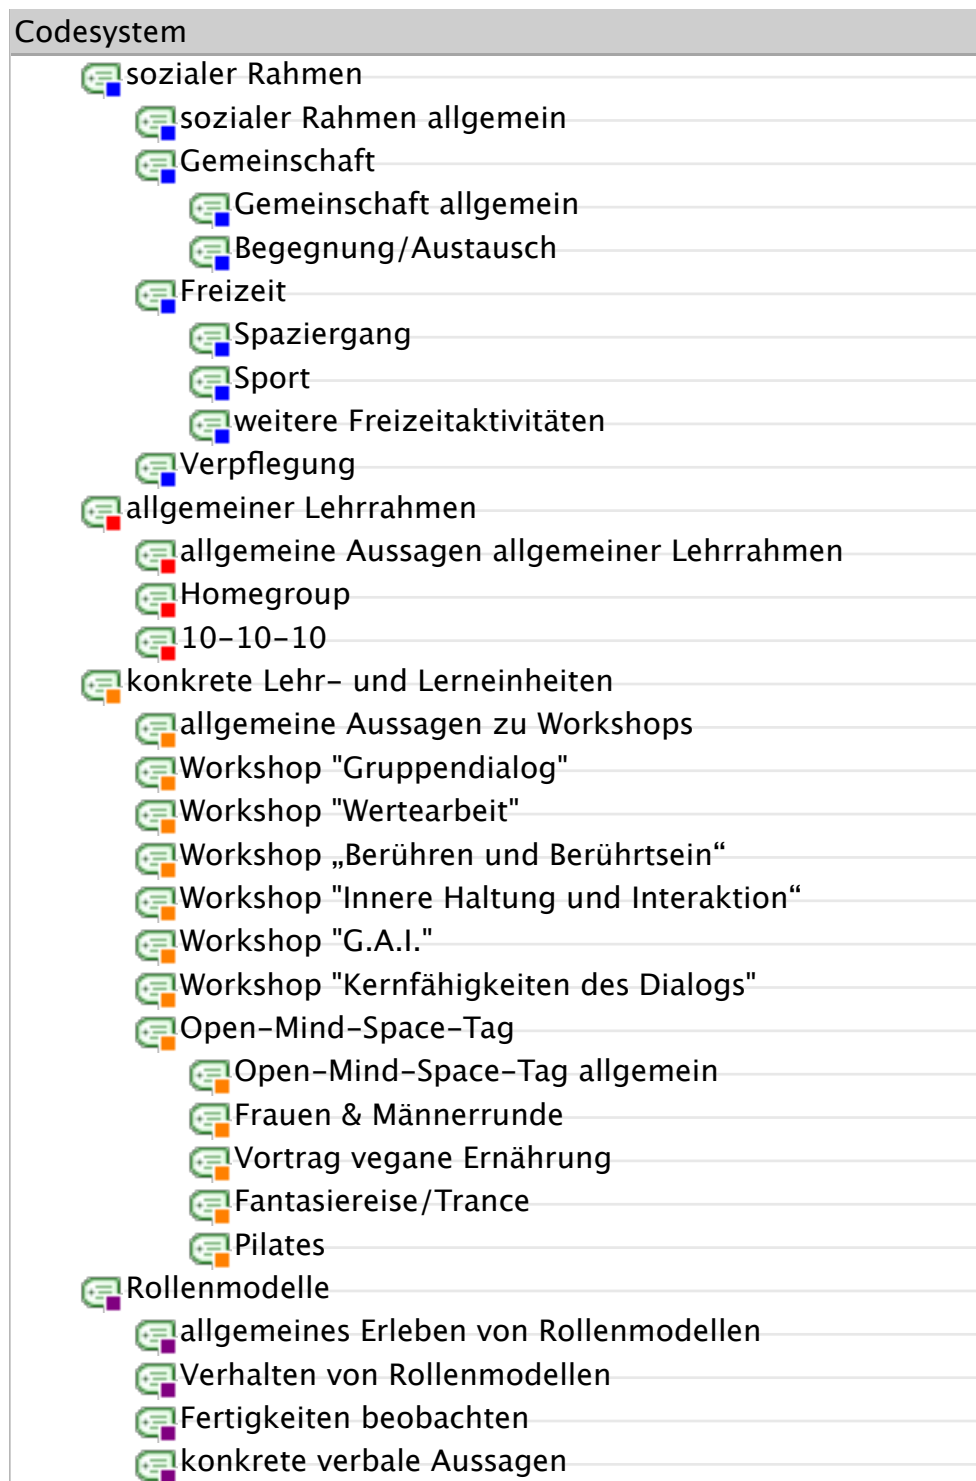 Codesystem
sozialer Rahmen
sozialer Rahmen allgemein
Gemeinschaft
Gemeinschaft allgemein
Begegnung/Austausch
Freizeit
Spaziergang
Sport
weitere Freizeitaktivitäten
Verpflegung
allgemeiner Lehrrahmen
allgemeine Aussagen allgemeiner Lehrrahmen
Homegroup
10-10-10
konkrete Lehr- und Lerneinheiten
allgemeine Aussagen zu Workshops
Workshop "Gruppendialog"
Workshop "Wertearbeit"
Workshop „Berühren und Berührtsein“
Workshop "Innere Haltung und Interaktion“
Workshop "G.A.I."
Workshop "Kernfähigkeiten des Dialogs"
Open-Mind-Space-Tag
Open-Mind-Space-Tag allgemein
Frauen & Männerrunde
Vortrag vegane Ernährung
Fantasiereise/Trance
Pilates
Rollenmodelle
allgemeines Erleben von Rollenmodellen
Verhalten von Rollenmodellen
Fertigkeiten beobachten
konkrete verbale Aussagen